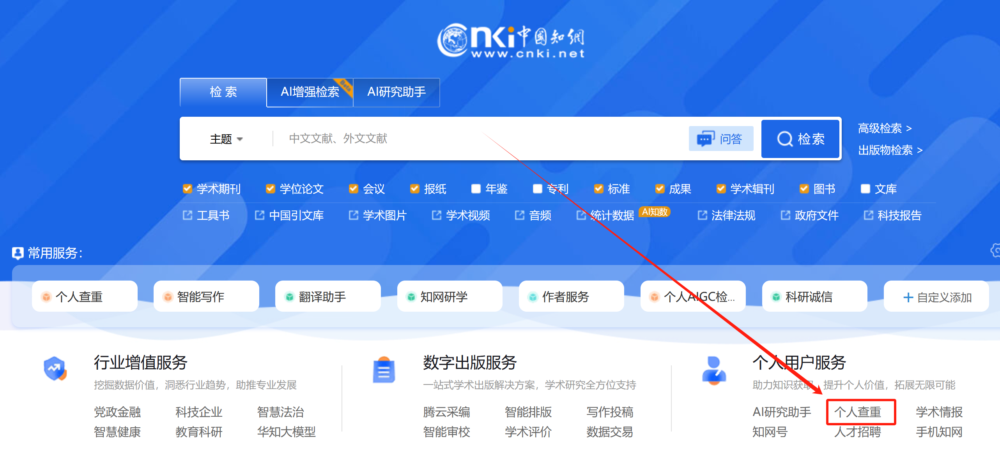 cnki 中國知網
www.cnki.net
检 索 AI增强检索 Beta AI研究助手
主题 中文文献、外文文献 问答 检索
高级检索 >
出版物检索 >
学术期刊 学位论文 会议 报纸 年鉴 专利 标准 成果 学术辑刊 图书 文库
工具书 中国引文库 学术图片 学术视频 音频 统计数据 AI知数 法律法规 政府文件 科技报告
常用服务：
个人查重 智能写作 翻译助手 知网研学 作者服务 个人AIGC检... 科研诚信 +自定义添加
行业增值服务
挖掘数据价值，洞悉行业趋势，助推专业发展
党政金融 科技企业 智慧法治
智慧健康 教育科研 华知大模型
数字出版服务
一站式学术出版解决方案，学术研究全方位支持
腾云采编 智能排版 写作投稿
智能审校 学术评价 数据交易
个人用户服务
助力知识获取，提升个人价值，拓展无限可能
AI研究助手 个人查重 学术情报
知网号 人才招聘 手机知网